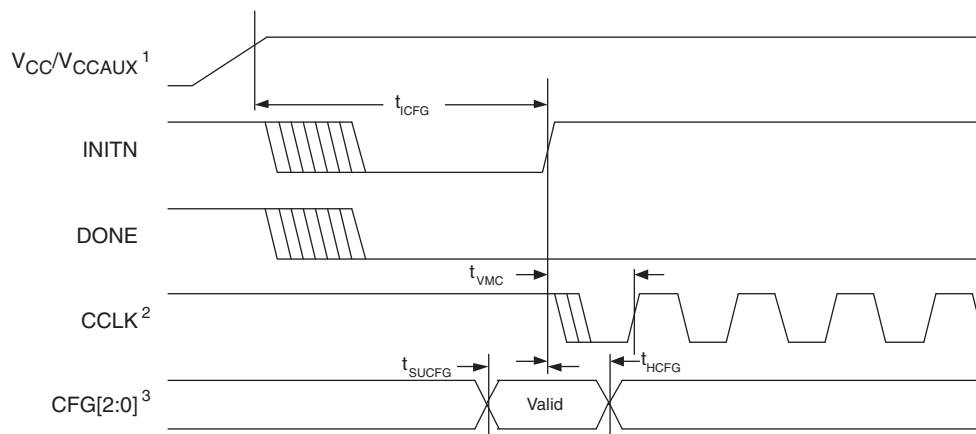 VCC/VCCAUX 1
tICFG
INITN
DONE
tVMC
CCLK 2
tSUCFG
tHCFG
CFG[2:0] 3
Valid